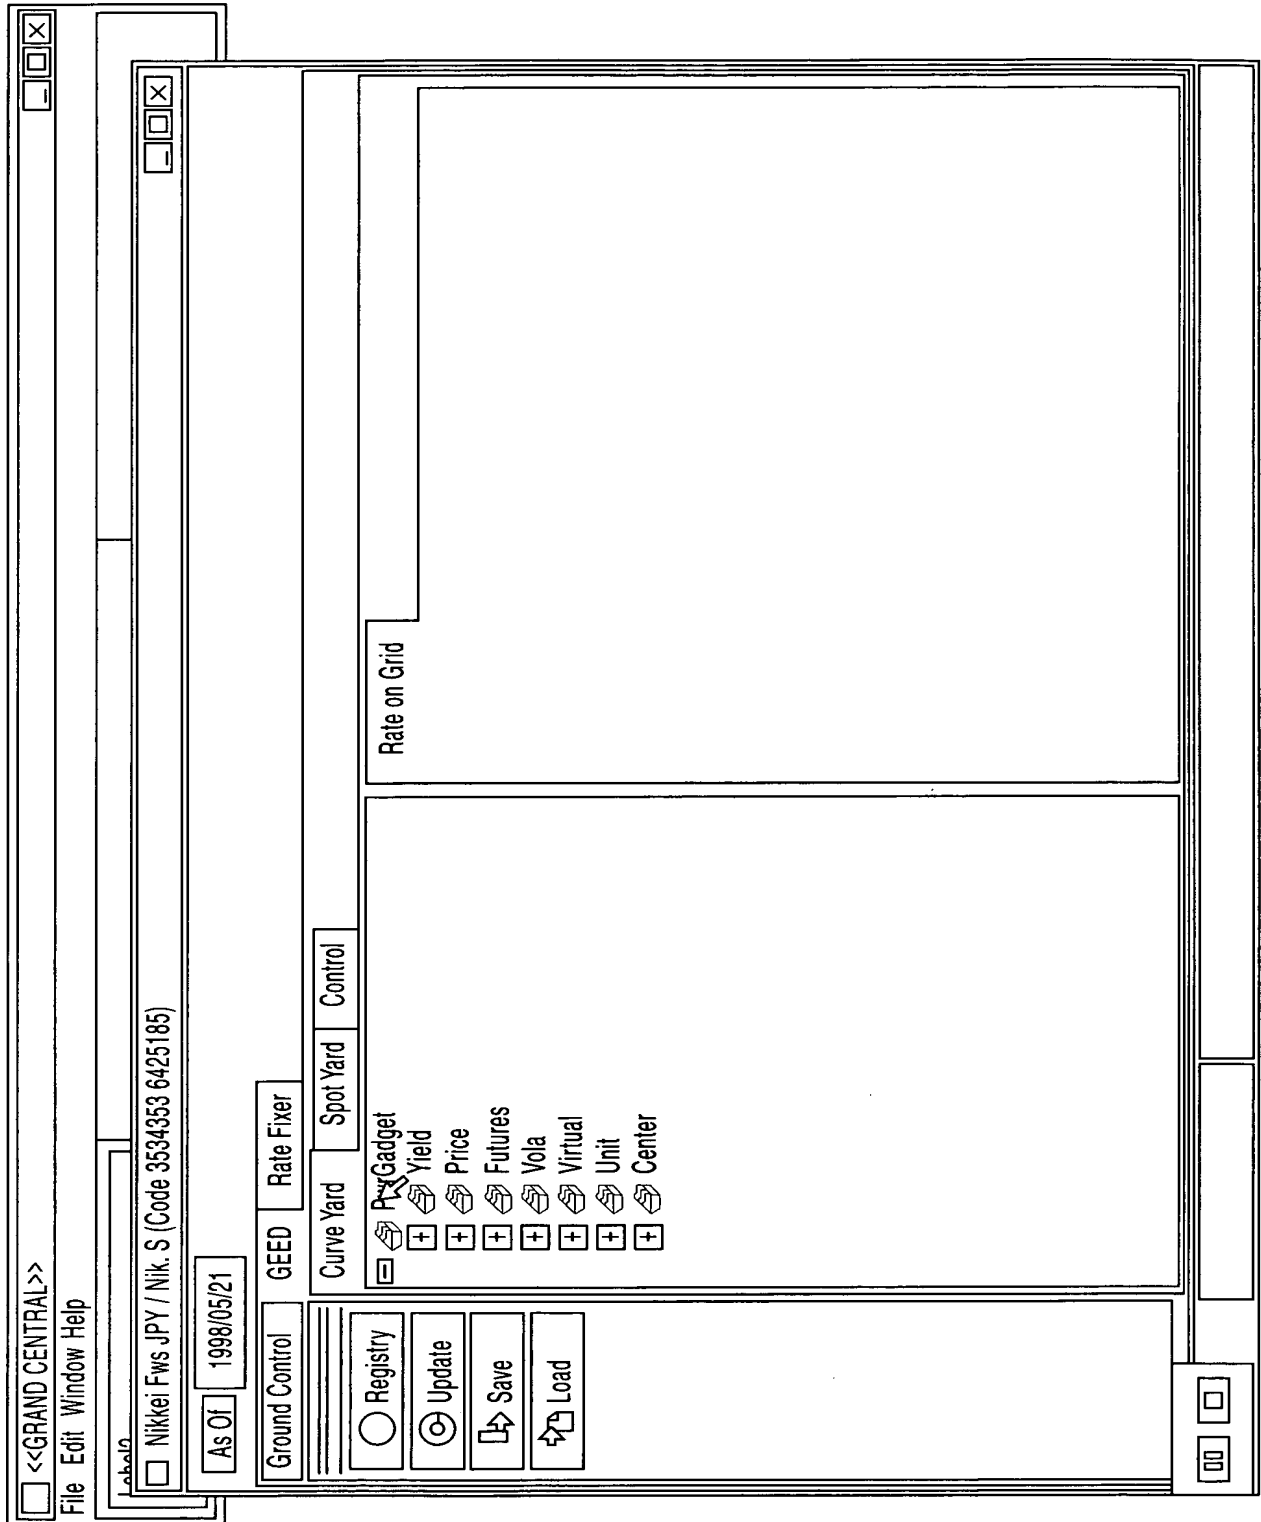 <<GRAND CENTRAL>>
File Edit Window Help
Nikkei Fws JPY / Nik. S (Code 3534353 6425185)
As Of 1998/05/21
Ground Control GEED Rate Fixer
Curve Yard Spot Yard Control
Registry
Update
Save
Load
Gadget
Yield
Price
Futures
Vola
Virtual
Unit
Center
Rate on Grid